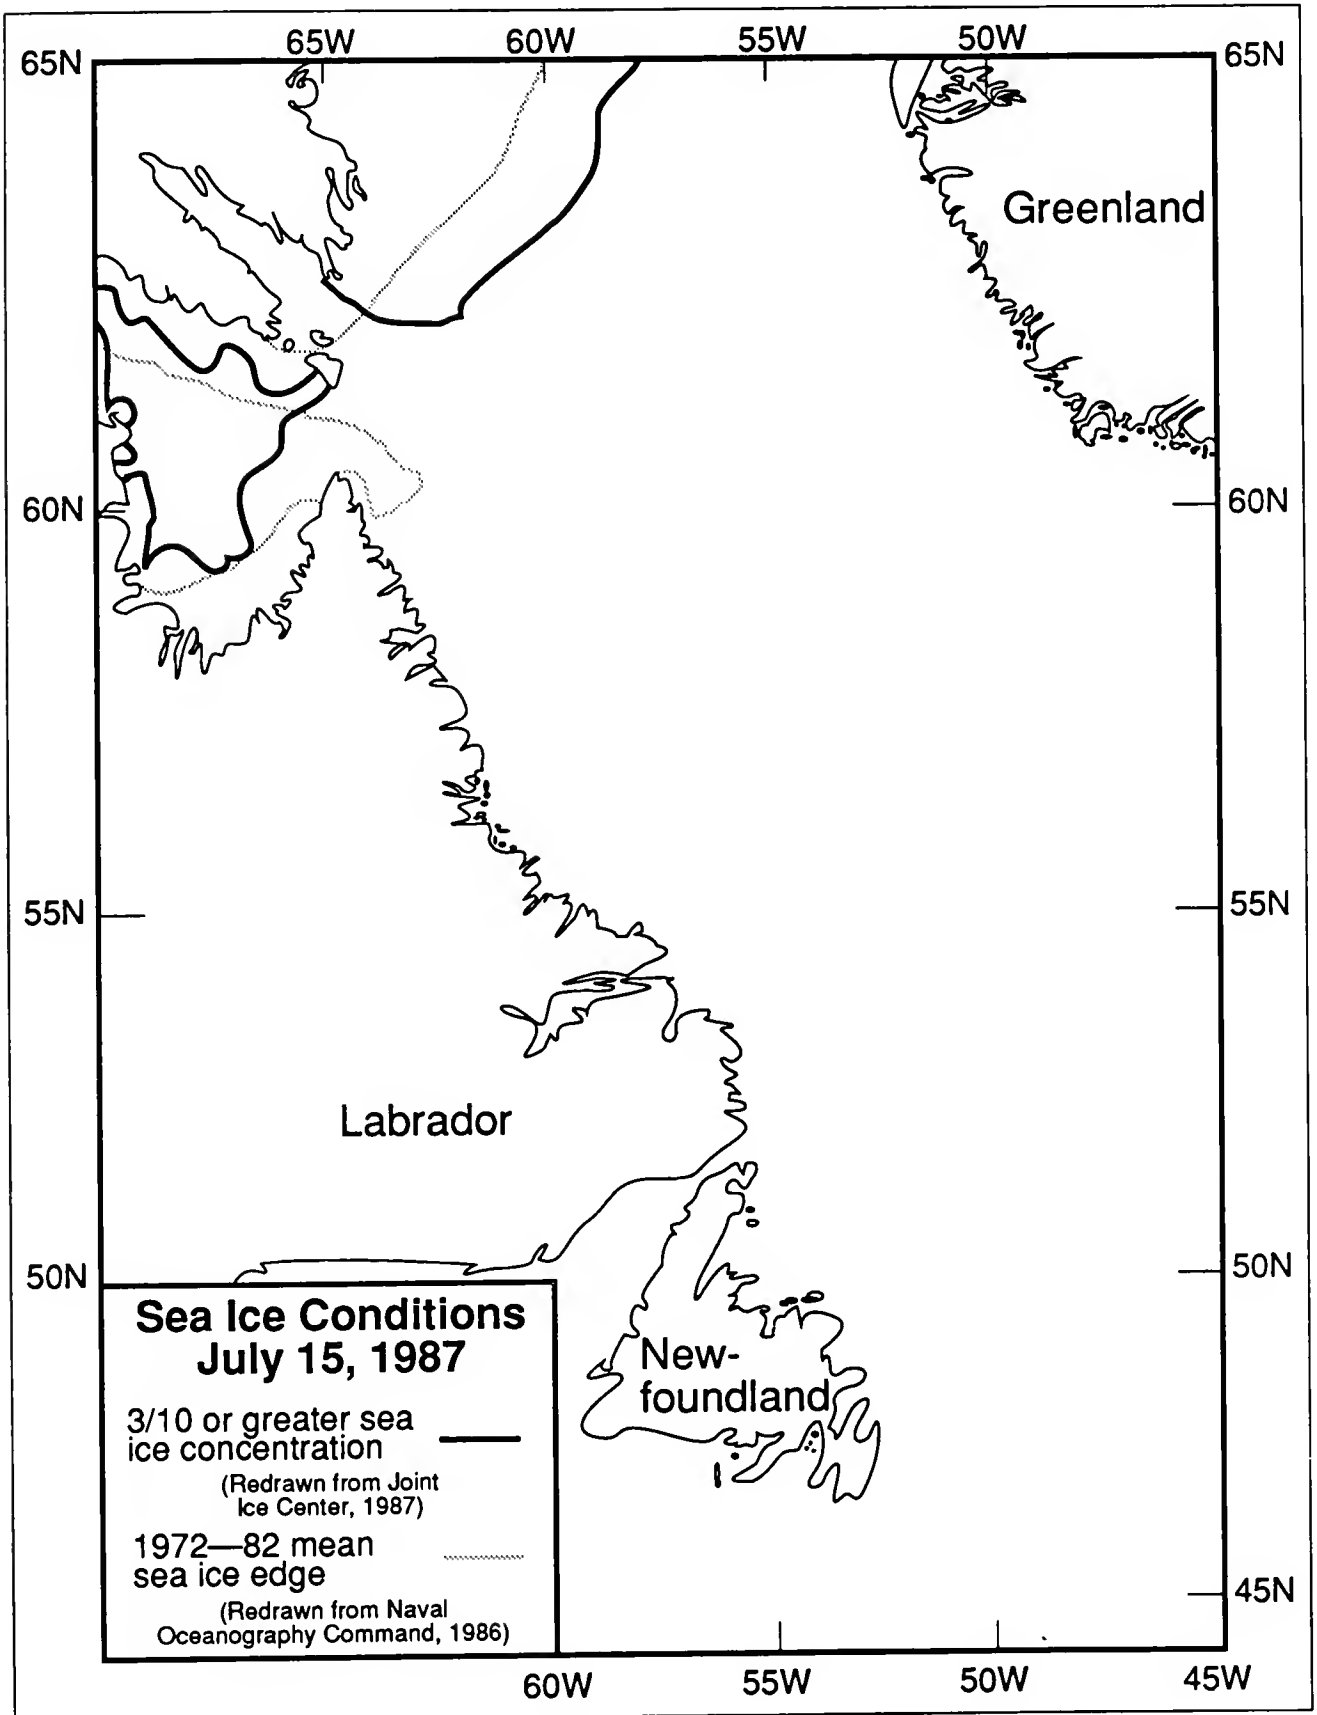 65W 60W 55W 50W
65N 65N
Greenland
60N 60N
55N 55N
Labrador
50N 50N
Sea Ice Conditions
July 15, 1987
3/10 or greater sea
ice concentration
(Redrawn from Joint
Ice Center, 1987)
1972—82 mean
sea ice edge
(Redrawn from Naval
Oceanography Command, 1986)
New-
foundland
45N
60W 55W 50W 45W